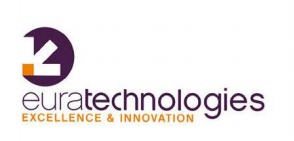 euratechnologies
EXCELLENCE & INNOVATION